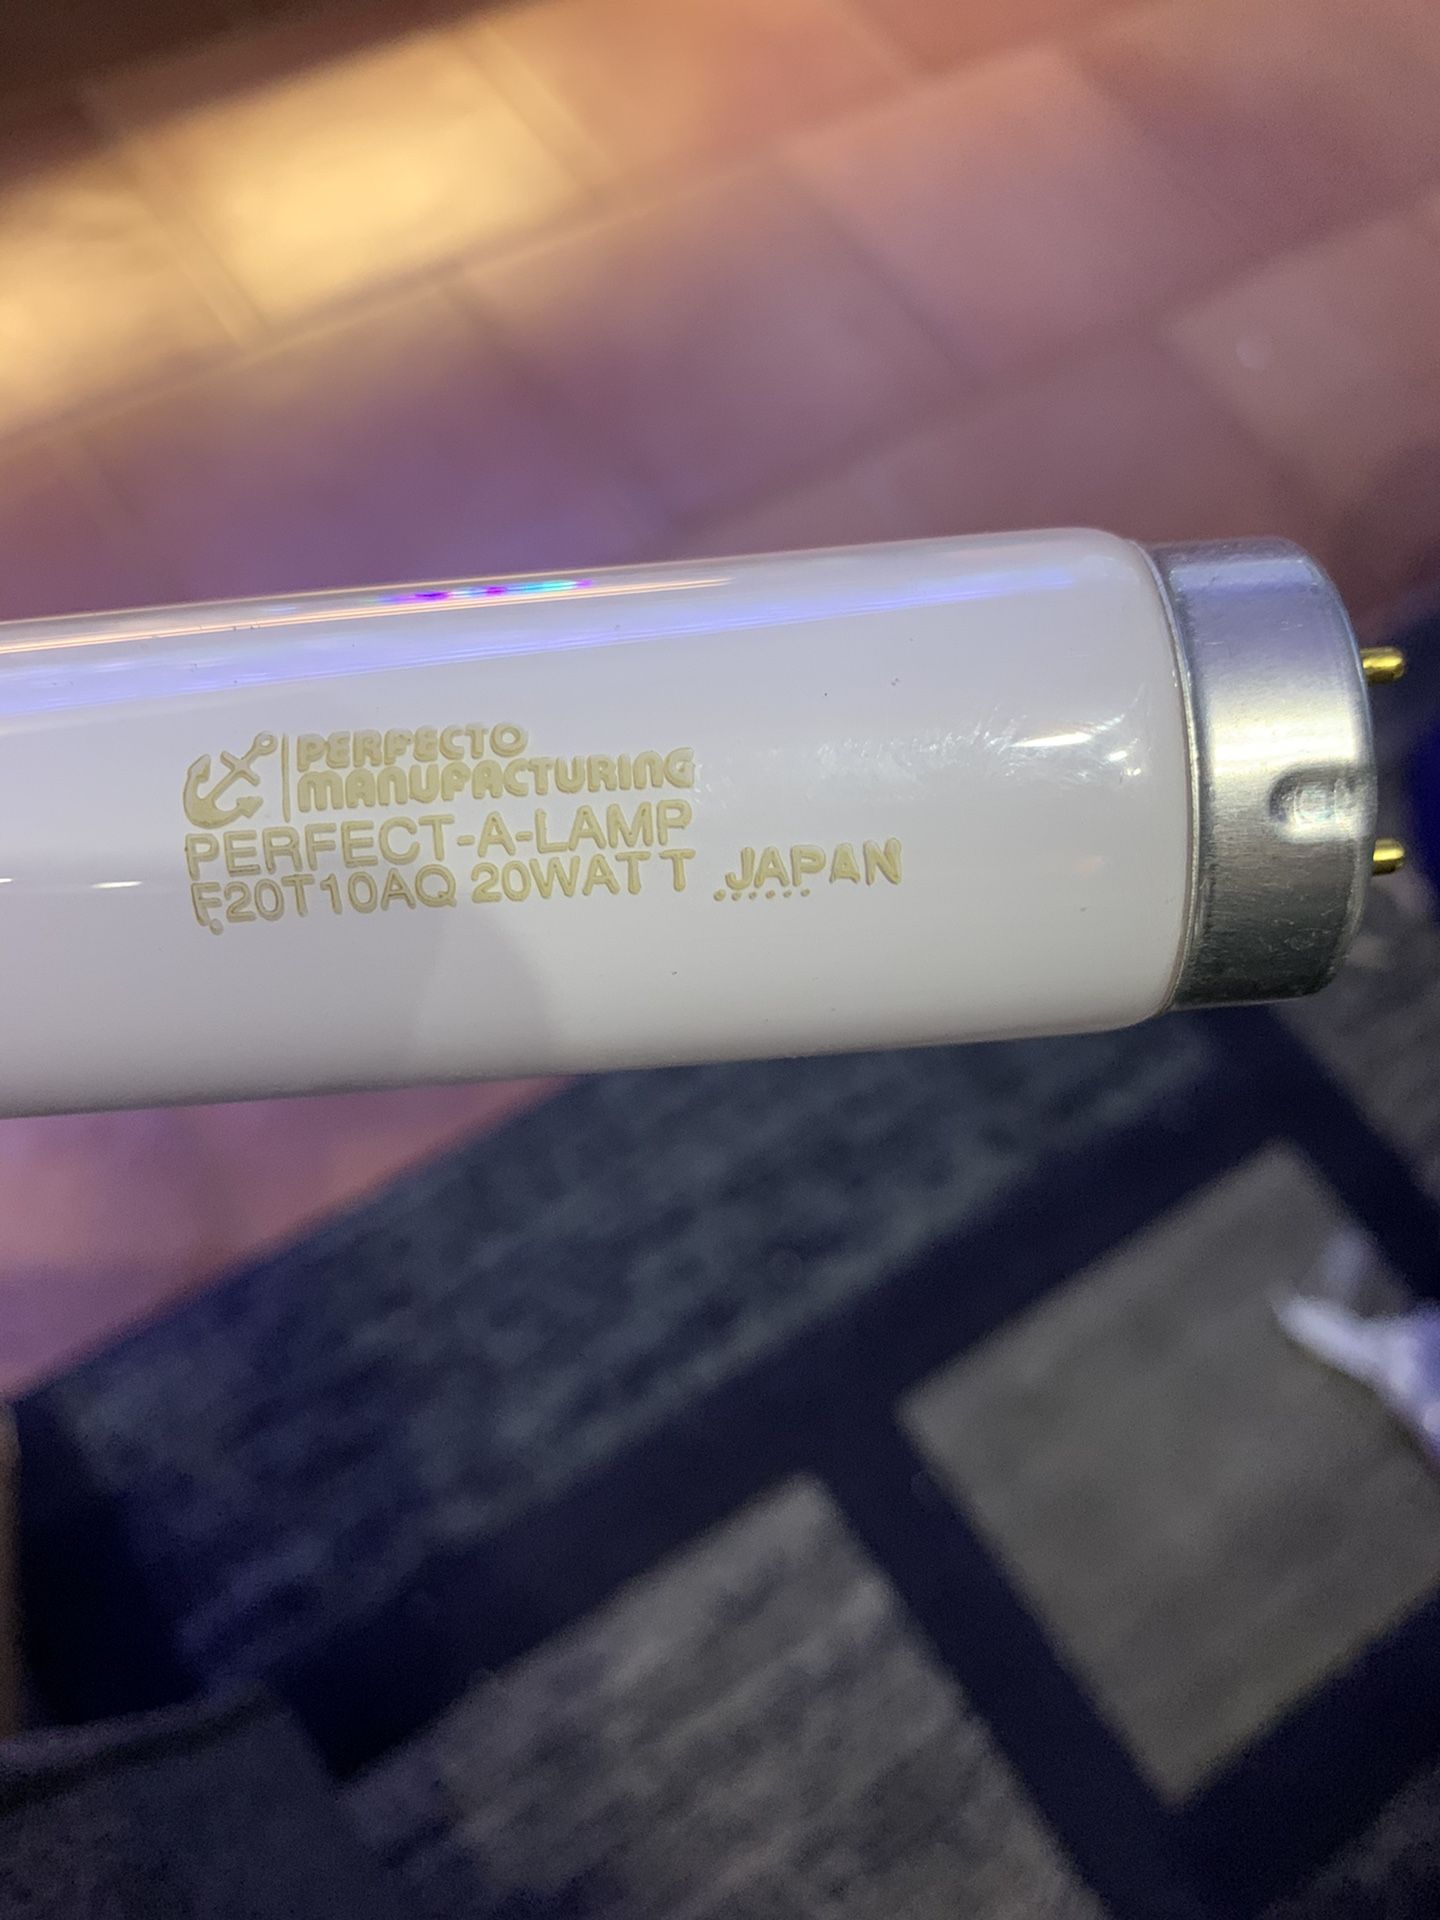 PERFECTO
MANUFACTURING
PERFECT-A-LAMP
F20T10AQ 20WATT JAPAN